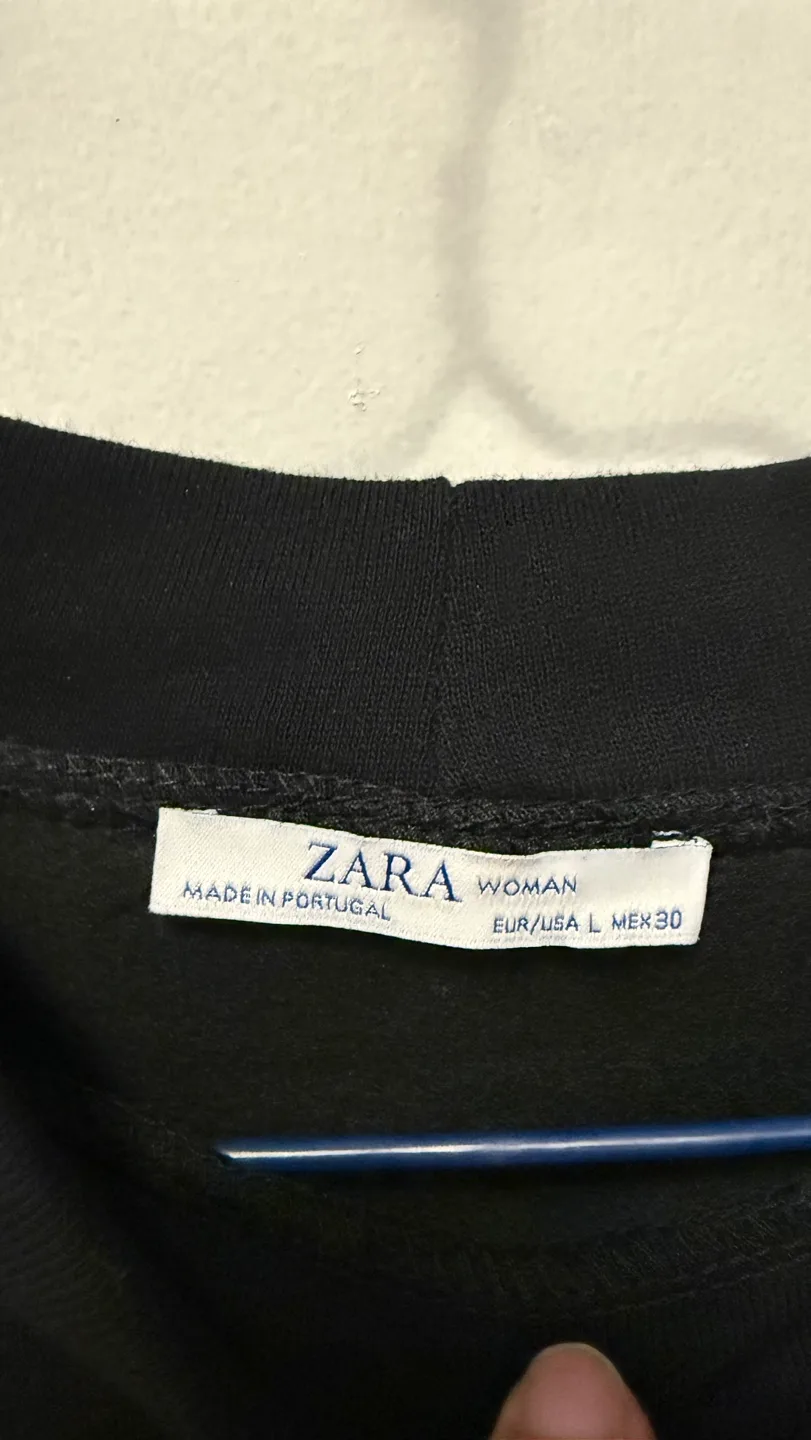 ZARA WOMAN
MADE IN PORTUGAL
EUR/USA L MEX 30